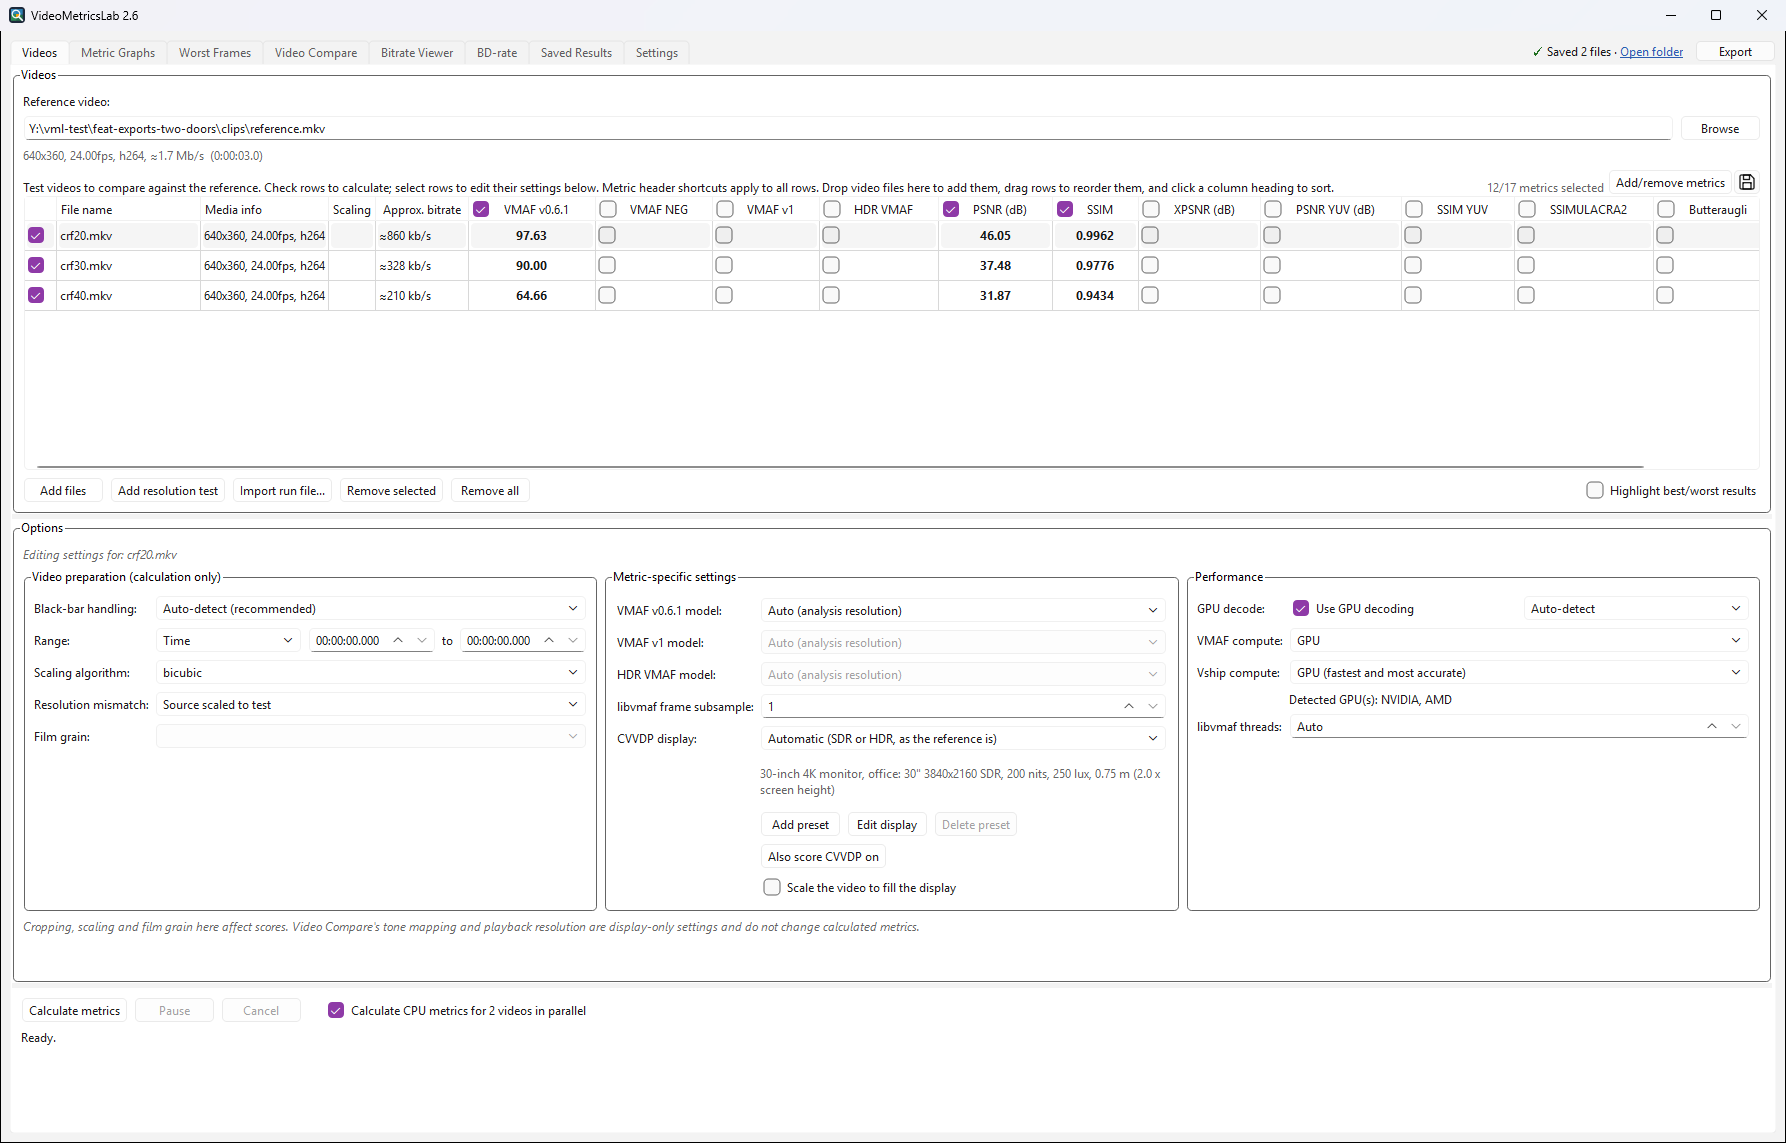 VideoMetricsLab 2.6
Videos Metric Graphs Worst Frames Video Compare Bitrate Viewer BD-rate Saved Results Settings ✓ Saved 2 files · Open folder Export
Videos
Reference video:
Y:\vml-test\feat-exports-two-doors\clips\reference.mkv Browse
640x360, 24.00fps, h264, ≈1.7 Mb/s (0:00:03.0)
Test videos to compare against the reference. Check rows to calculate; select rows to edit their settings below. Metric header shortcuts apply to all rows. Drop video files here to add them, drag rows to reorder them, and click a column heading to sort. 12/17 metrics selected Add/remove metrics
File name Media info Scaling Approx. bitrate VMAF v0.6.1 VMAF NEG VMAF v1 HDR VMAF PSNR (dB) SSIM XPSNR (dB) PSNR YUV (dB) SSIM YUV SSIMULACRA2 Butteraugli
crf20.mkv 640x360, 24.00fps, h264 ≈860 kb/s 97.63 46.05 0.9962
crf30.mkv 640x360, 24.00fps, h264 ≈328 kb/s 90.00 37.48 0.9776
crf40.mkv 640x360, 24.00fps, h264 ≈210 kb/s 64.66 31.87 0.9434
Add files Add resolution test Import run file... Remove selected Remove all Highlight best/worst results
Options
Editing settings for: crf20.mkv
Video preparation (calculation only)
Black-bar handling: Auto-detect (recommended)
Range: Time 00:00:00.000 to 00:00:00.000
Scaling algorithm: bicubic
Resolution mismatch: Source scaled to test
Film grain:
Metric-specific settings
VMAF v0.6.1 model: Auto (analysis resolution)
VMAF v1 model: Auto (analysis resolution)
HDR VMAF model: Auto (analysis resolution)
libvmaf frame subsample: 1
CVVDP display: Automatic (SDR or HDR, as the reference is)
30-inch 4K monitor, office: 30" 3840x2160 SDR, 200 nits, 250 lux, 0.75 m (2.0 x
screen height)
Add preset Edit display Delete preset
Also score CVVDP on
Scale the video to fill the display
Performance
GPU decode: Use GPU decoding Auto-detect
VMAF compute: GPU
Vship compute: GPU (fastest and most accurate)
Detected GPU(s): NVIDIA, AMD
libvmaf threads: Auto
Cropping, scaling and film grain here affect scores. Video Compare's tone mapping and playback resolution are display-only settings and do not change calculated metrics.
Calculate metrics Pause Cancel Calculate CPU metrics for 2 videos in parallel
Ready.